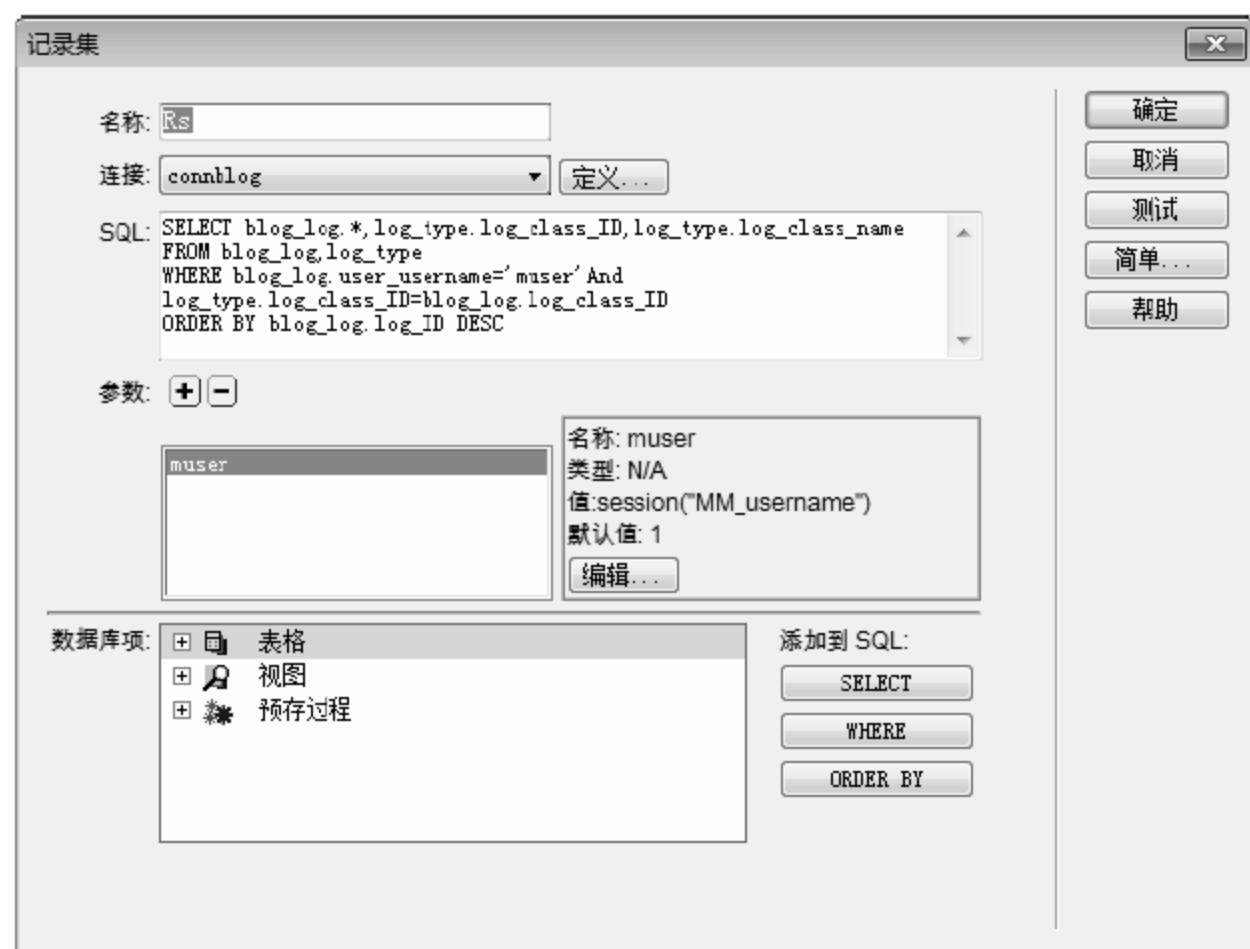 记录集
名称: Rs
连接: connblog 定义...
SQL: SELECT blog_log.*,log_type.log_class_ID,log_type.log_class_name
FROM blog_log,log_type
WHERE blog_log.user_username='muser'And
log_type.log_class_ID=blog_log.log_class_ID
ORDER BY blog_log.log_ID DESC
参数:
muser
名称: muser
类型: N/A
值:session("MM_username")
默认值: 1
编辑...
数据库项:
表格
视图
预存过程
添加到 SQL:
SELECT
WHERE
ORDER BY
确定
取消
测试
简单...
帮助